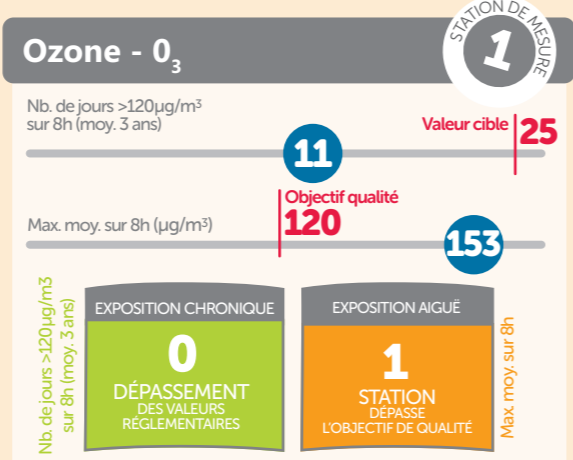 Ozone - 0₃
STATION DE MESURE
1
Nb. de jours >120µg/m³
sur 8h (moy. 3 ans)
11
Valeur cible
25
Objectif qualité
120
Max. moy. sur 8h (µg/m³)
153
Nb. de jours >120µg/m3
sur 8h (moy. 3 ans)
EXPOSITION CHRONIQUE
0
DÉPASSEMENT
DES VALEURS
RÉGLEMENTAIRES
EXPOSITION AIGUË
1
STATION
DÉPASSE
L'OBJECTIF DE QUALITÉ
Max. moy. sur 8h